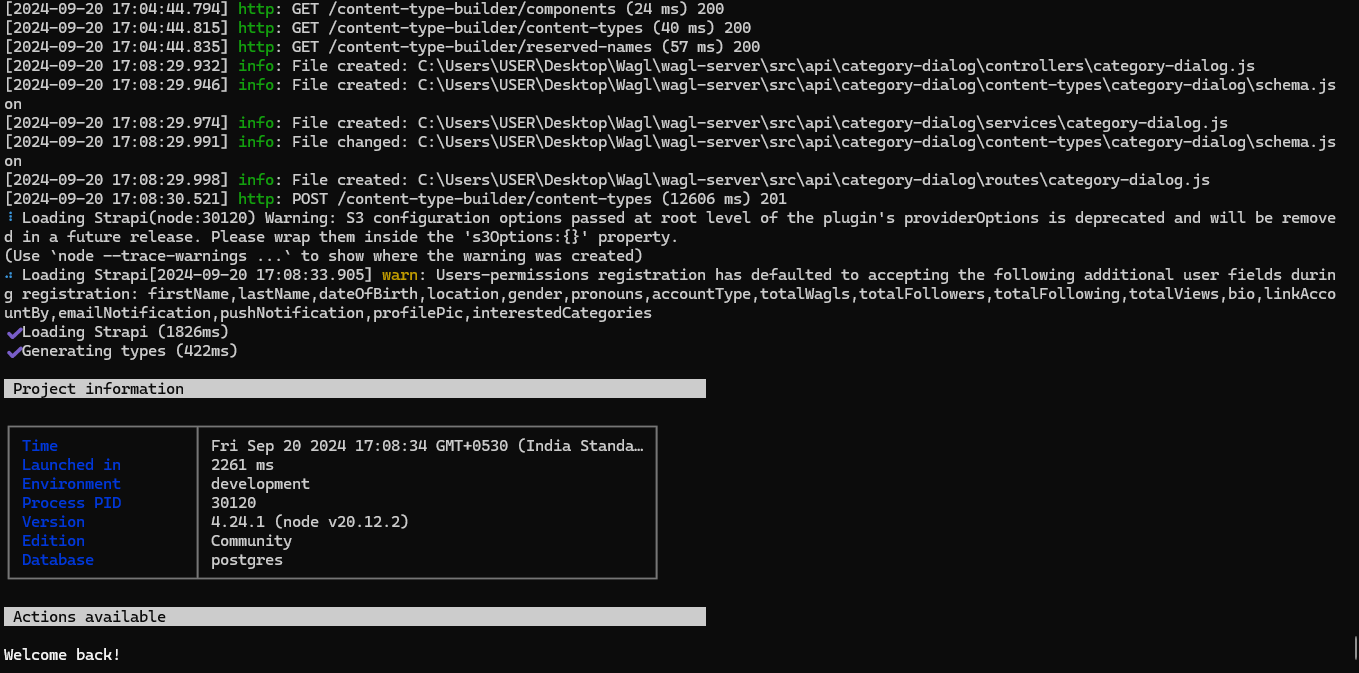 [2024-09-20 17:04:44.794] http: GET /content-type-builder/components (24 ms) 200
[2024-09-20 17:04:44.815] http: GET /content-type-builder/content-types (40 ms) 200
[2024-09-20 17:04:44.835] http: GET /content-type-builder/reserved-names (57 ms) 200
[2024-09-20 17:08:29.932] info: File created: C:\Users\USER\Desktop\Wagl\wagl-server\src\api\category-dialog\controllers\category-dialog.js
[2024-09-20 17:08:29.946] info: File created: C:\Users\USER\Desktop\Wagl\wagl-server\src\api\category-dialog\content-types\category-dialog\schema.js
on
[2024-09-20 17:08:29.974] info: File created: C:\Users\USER\Desktop\Wagl\wagl-server\src\api\category-dialog\services\category-dialog.js
[2024-09-20 17:08:29.991] info: File changed: C:\Users\USER\Desktop\Wagl\wagl-server\src\api\category-dialog\content-types\category-dialog\schema.js
on
[2024-09-20 17:08:29.998] info: File created: C:\Users\USER\Desktop\Wagl\wagl-server\src\api\category-dialog\routes\category-dialog.js
[2024-09-20 17:08:30.521] http: POST /content-type-builder/content-types (12606 ms) 201
⠸ Loading Strapi(node:30120) Warning: S3 configuration options passed at root level of the plugin's providerOptions is deprecated and will be remove
d in a future release. Please wrap them inside the 's3Options:{}' property.
(Use `node --trace-warnings ...` to show where the warning was created)
⠴ Loading Strapi[2024-09-20 17:08:33.905] warn: Users-permissions registration has defaulted to accepting the following additional user fields durin
g registration: firstName,lastName,dateOfBirth,location,gender,pronouns,accountType,totalWagls,totalFollowers,totalFollowing,totalViews,bio,linkAcco
untBy,emailNotification,pushNotification,profilePic,interestedCategories
✔Loading Strapi (1826ms)
✔Generating types (422ms)
Project information
Time Fri Sep 20 2024 17:08:34 GMT+0530 (India Standa…
Launched in 2261 ms
Environment development
Process PID 30120
Version 4.24.1 (node v20.12.2)
Edition Community
Database postgres
Actions available
Welcome back!